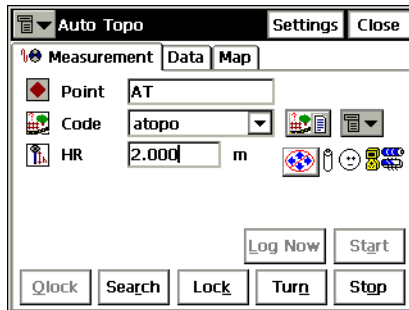 Auto Topo Settings Close
Measurement Data Map
Point AT
Code atopo
HR 2.000 m
Log Now Start
Qlock Search Lock Turn Stop